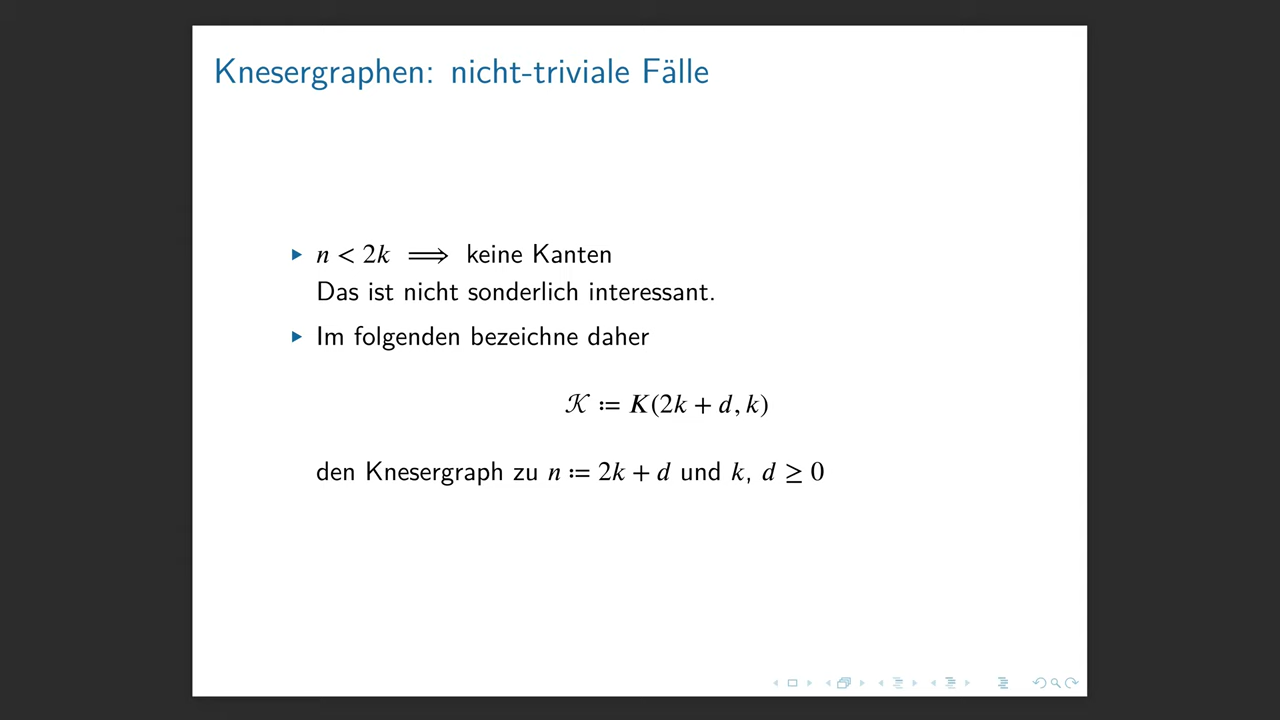 Knesergraphen: nicht-triviale Fälle
▶ n < 2k ⟹ keine Kanten
Das ist nicht sonderlich interessant.
▶ Im folgenden bezeichne daher
𝒦 ≔ K(2k + d, k)
den Knesergraph zu n ≔ 2k + d und k, d ≥ 0